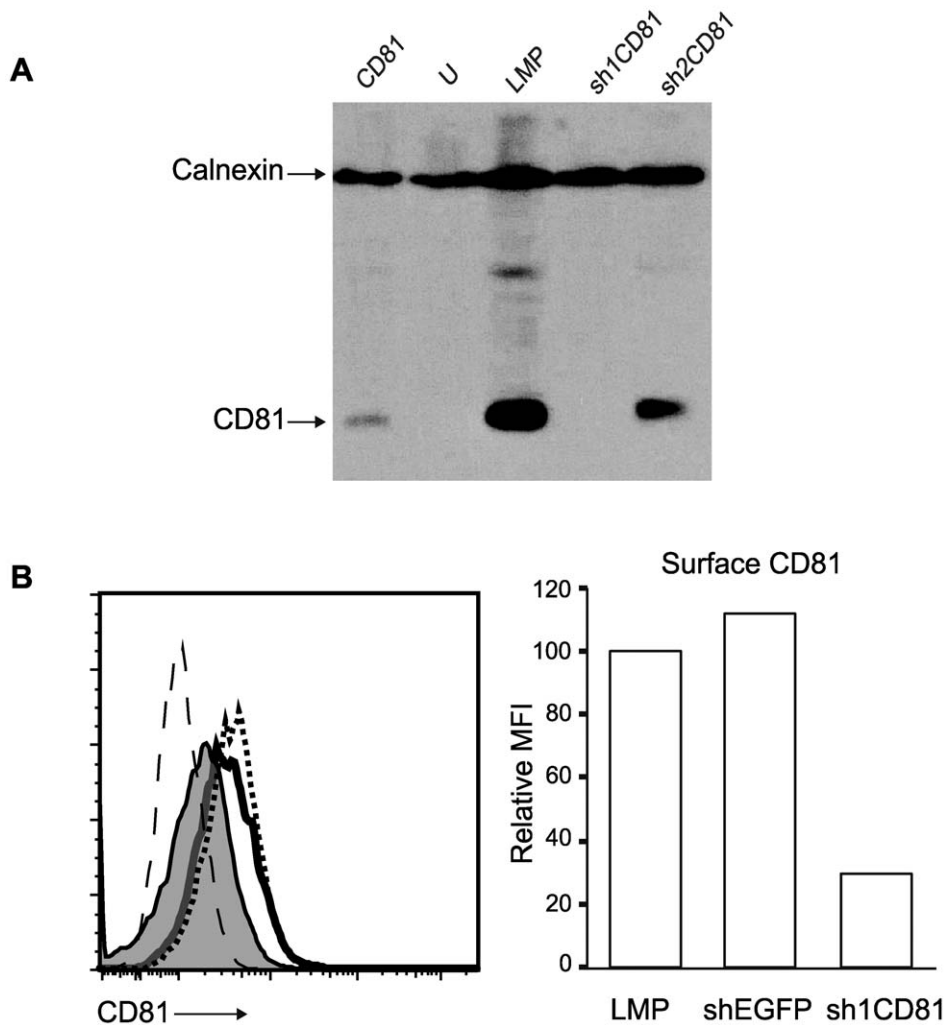 A
CD81 U LMP sh1CD81 sh2CD81
Calnexin
CD81
B
Surface CD81
120
100
80
60
40
20
0
Relative MFI
CD81
LMP shEGFP sh1CD81